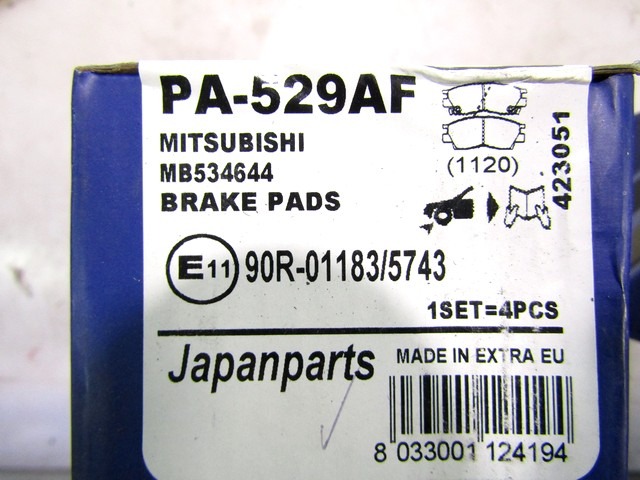 PA-529AF
MITSUBISHI
MB534644
BRAKE PADS
(1120)
423051
E11 90R-01183/5743
1SET=4PCS
Japanparts
MADE IN EXTRA EU
8 033001 124194